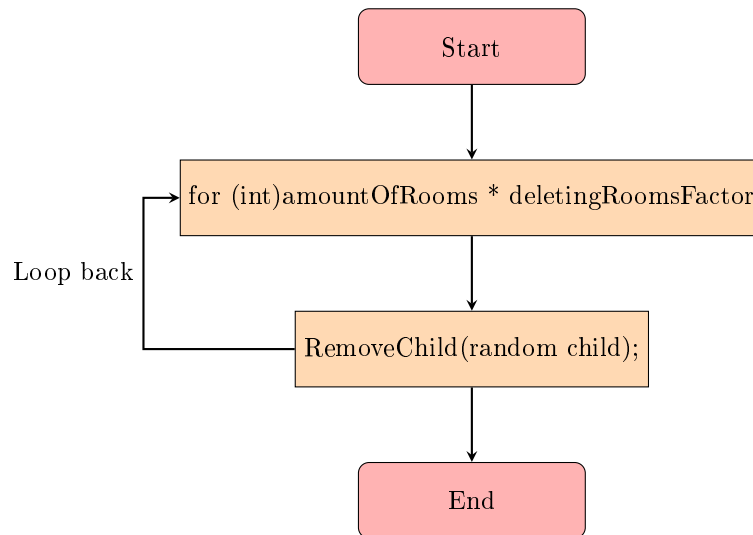 Start
for (int)amountOfRooms * deletingRoomsFactor
Loop back
RemoveChild(random child);
End